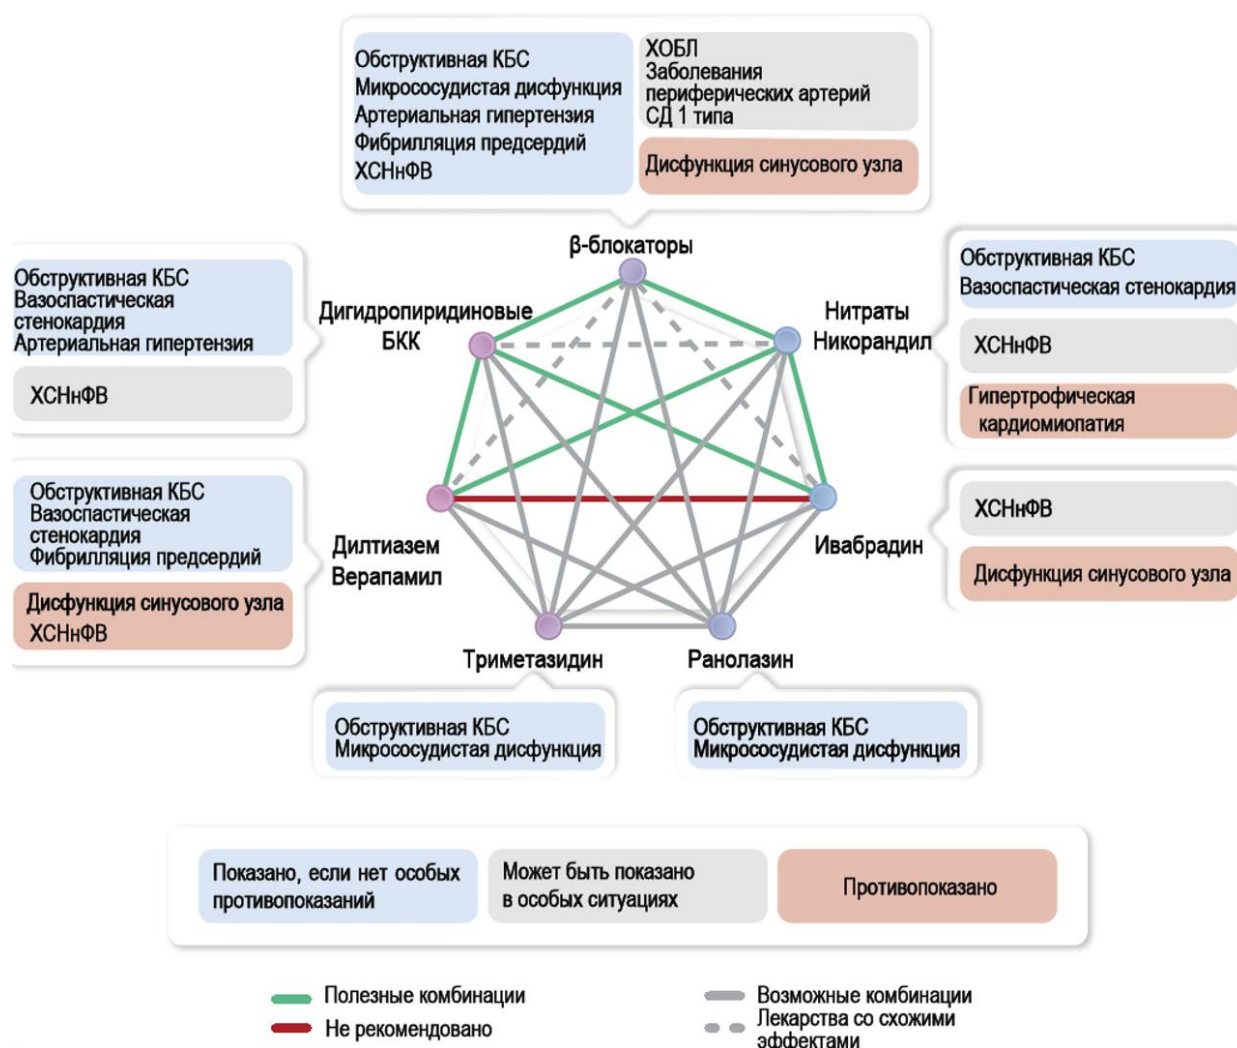 Обструктивная КБС
Микрососудистая дисфункция
Артериальная гипертензия
Фибрилляция предсердий
ХСНнФВ
ХОБЛ
Заболевания
периферических артерий
СД 1 типа
Дисфункция синусового узла
β-блокаторы
Обструктивная КБС
Вазоспастическая
стенокардия
Артериальная гипертензия
ХСНнФВ
Дигидропиридиновые
БКК
Нитраты
Никорандил
Обструктивная КБС
Вазоспастическая стенокардия
ХСНнФВ
Гипертрофическая
кардиомиопатия
Обструктивная КБС
Вазоспастическая
стенокардия
Фибрилляция предсердий
Дисфункция синусового узла
ХСНнФВ
Дилтиазем
Верапамил
Ивабрадин
ХСНнФВ
Дисфункция синусового узла
Триметазидин
Ранолазин
Обструктивная КБС
Микрососудистая дисфункция
Обструктивная КБС
Микрососудистая дисфункция
Показано, если нет особых
противопоказаний
Может быть показано
в особых ситуациях
Противопоказано
Полезные комбинации
Не рекомендовано
Возможные комбинации
Лекарства со схожими
эффектами